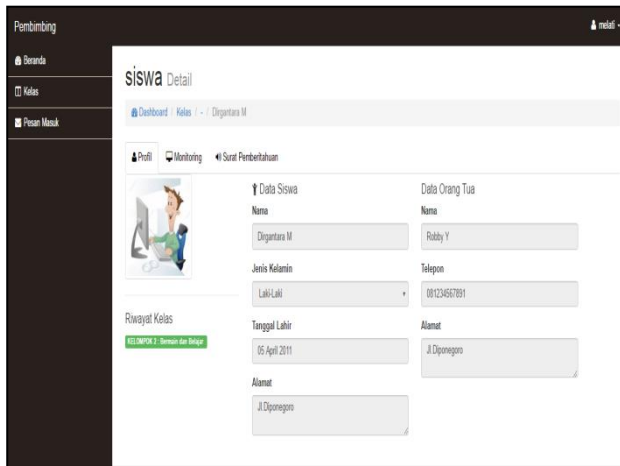 Pembimbing
melati
Beranda
Kelas
Pesan Masuk
siswa Detail
Dashboard / Kelas / - / Dirgantara M
Profil Monitoring Surat Pemberitahuan
Data Siswa
Nama
Dirgantara M
Jenis Kelamin
Laki-Laki
Tanggal Lahir
05 April 2011
Alamat
Jl.Diponegoro
Data Orang Tua
Nama
Robby Y
Telepon
081234567891
Alamat
Jl.Diponegoro
Riwayat Kelas
KELOMPOK 2 : Bermain dan Belajar